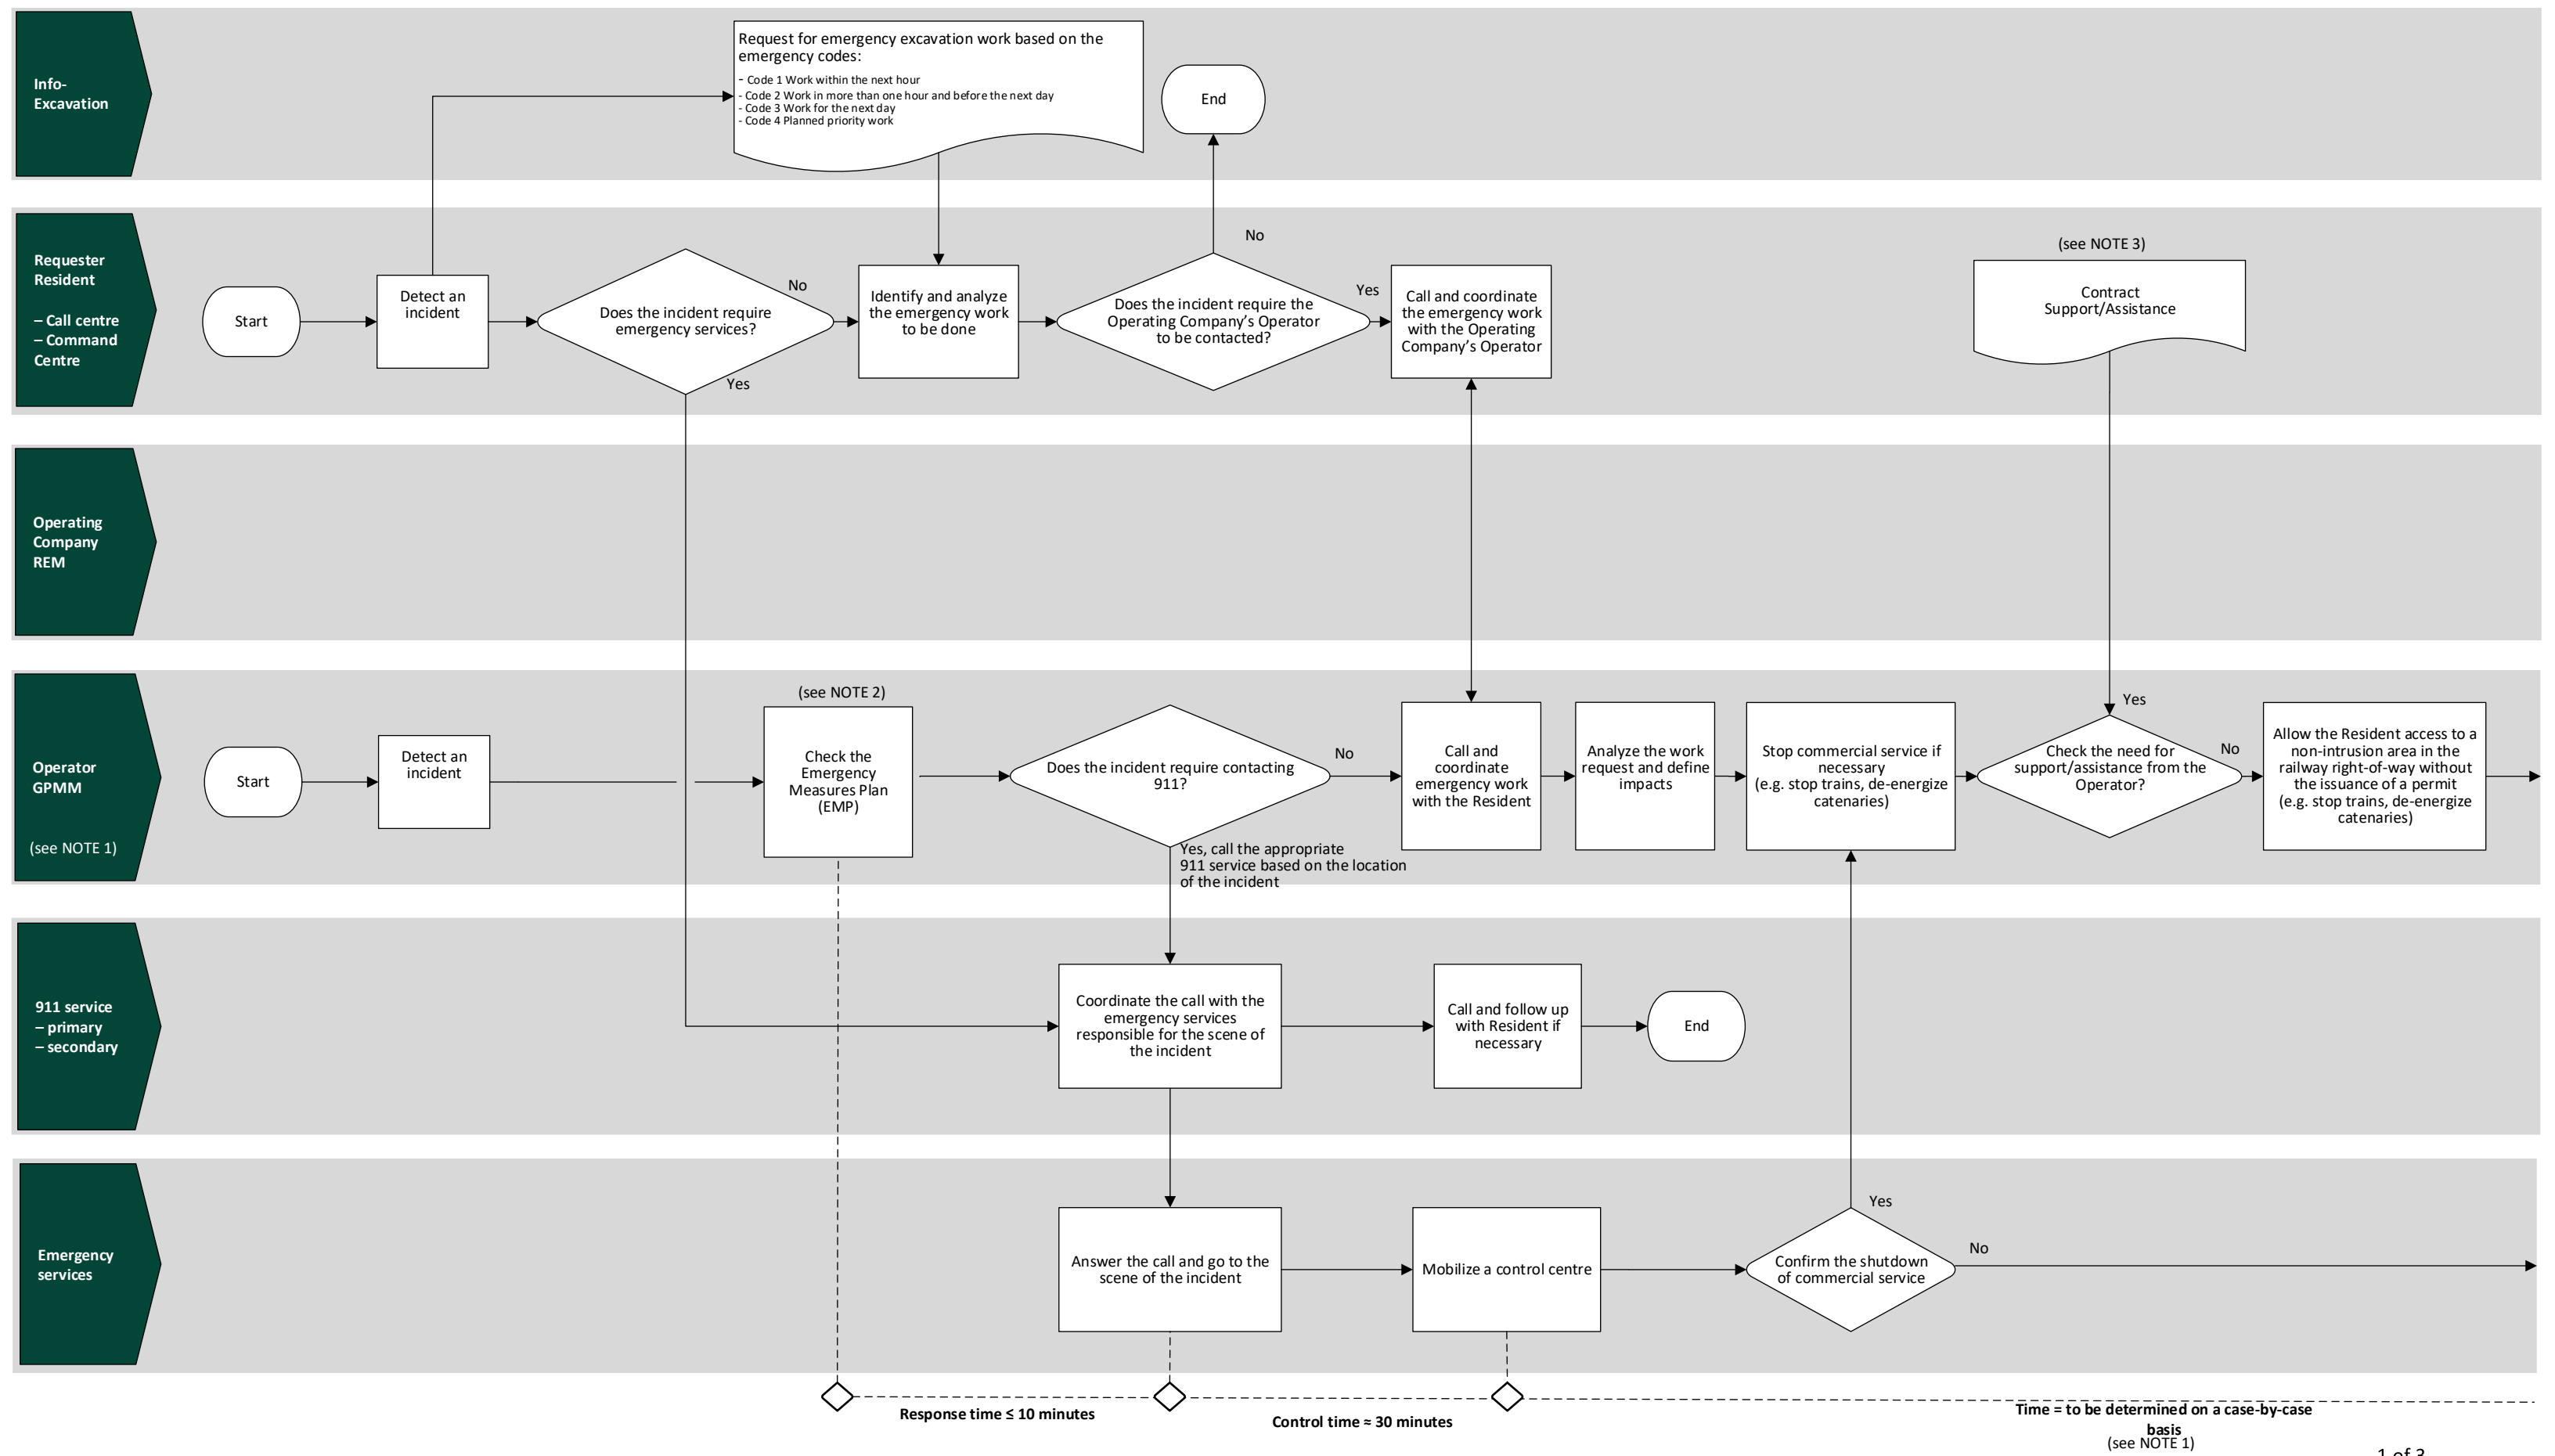 Info-
Excavation
Request for emergency excavation work based on the
emergency codes:
- Code 1 Work within the next hour
- Code 2 Work in more than one hour and before the next day
- Code 3 Work for the next day
- Code 4 Planned priority work
End
Requester
Resident
– Call centre
– Command
Centre
Start
Detect an
incident
Does the incident require
emergency services?
No
Yes
Identify and analyze
the emergency work
to be done
Does the incident require the
Operating Company's Operator
to be contacted?
No
Yes
Call and coordinate
the emergency work
with the Operating
Company's Operator
(see NOTE 3)
Contract
Support/Assistance
Operating
Company
REM
Operator
GPMM
(see NOTE 1)
Start
Detect an
incident
(see NOTE 2)
Check the
Emergency
Measures Plan
(EMP)
Does the incident require contacting
911?
No
Yes, call the appropriate
911 service based on the location
of the incident
Call and
coordinate
emergency work
with the Resident
Analyze the work
request and define
impacts
Stop commercial service if
necessary
(e.g. stop trains, de-energize
catenaries)
Yes
Check the need for
support/assistance from the
Operator?
No
Allow the Resident access to a
non-intrusion area in the
railway right-of-way without
the issuance of a permit
(e.g. stop trains, de-energize
catenaries)
911 service
– primary
– secondary
Coordinate the call with the
emergency services
responsible for the scene of
the incident
Call and follow up
with Resident if
necessary
End
Emergency
services
Answer the call and go to the
scene of the incident
Mobilize a control centre
Yes
Confirm the shutdown
of commercial service
No
Response time ≤ 10 minutes
Control time ≈ 30 minutes
Time = to be determined on a case-by-case
basis
(see NOTE 1)
1 of 3